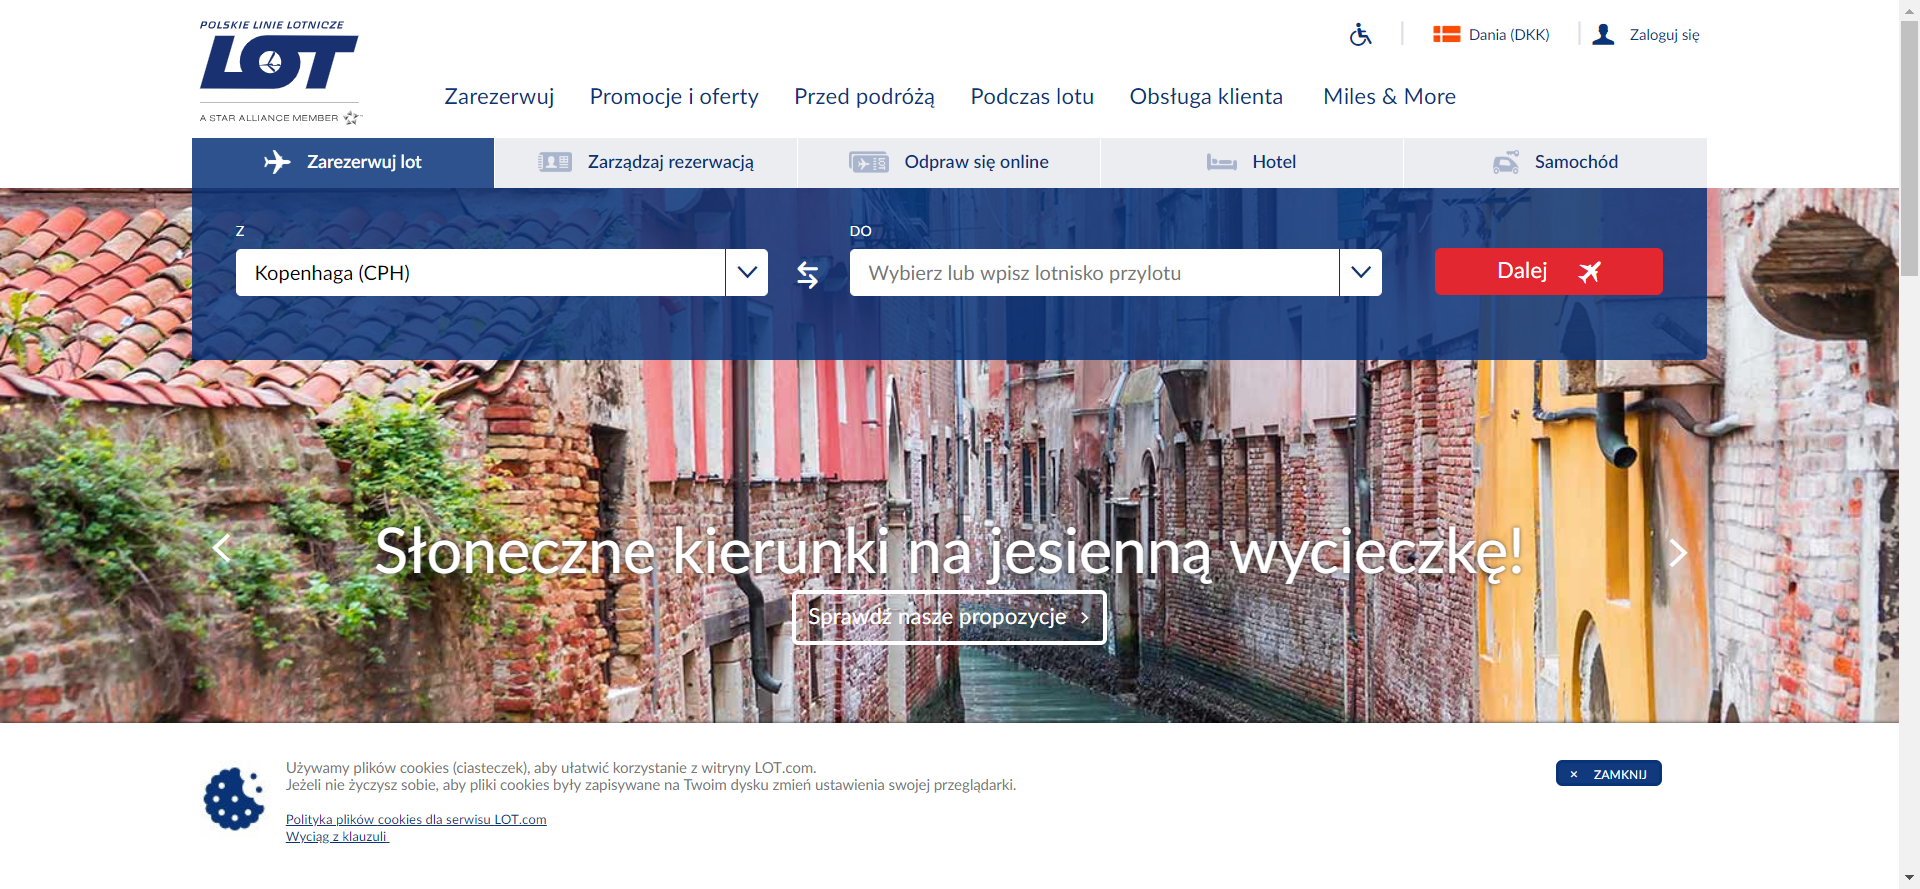 POLSKIE LINIE LOTNICZE
LOT
A STAR ALLIANCE MEMBER
Dania (DKK)
Zaloguj się
Zarezerwuj
Promocje i oferty
Przed podróżą
Podczas lotu
Obsługa klienta
Miles & More
Zarezerwuj lot
Zarządzaj rezerwacją
Odpraw się online
Hotel
Samochód
Z
DO
Kopenhaga (CPH)
Wybierz lub wpisz lotnisko przylotu
Dalej
Słoneczne kierunki na jesienną wycieczkę!
Sprawdź nasze propozycje
Używamy plików cookies (ciasteczek), aby ułatwić korzystanie z witryny LOT.com.
Jeżeli nie życzysz sobie, aby pliki cookies były zapisywane na Twoim dysku zmień ustawienia swojej przeglądarki.
× ZAMKNIJ
Polityka plików cookies dla serwisu LOT.com
Wyciąg z klauzuli